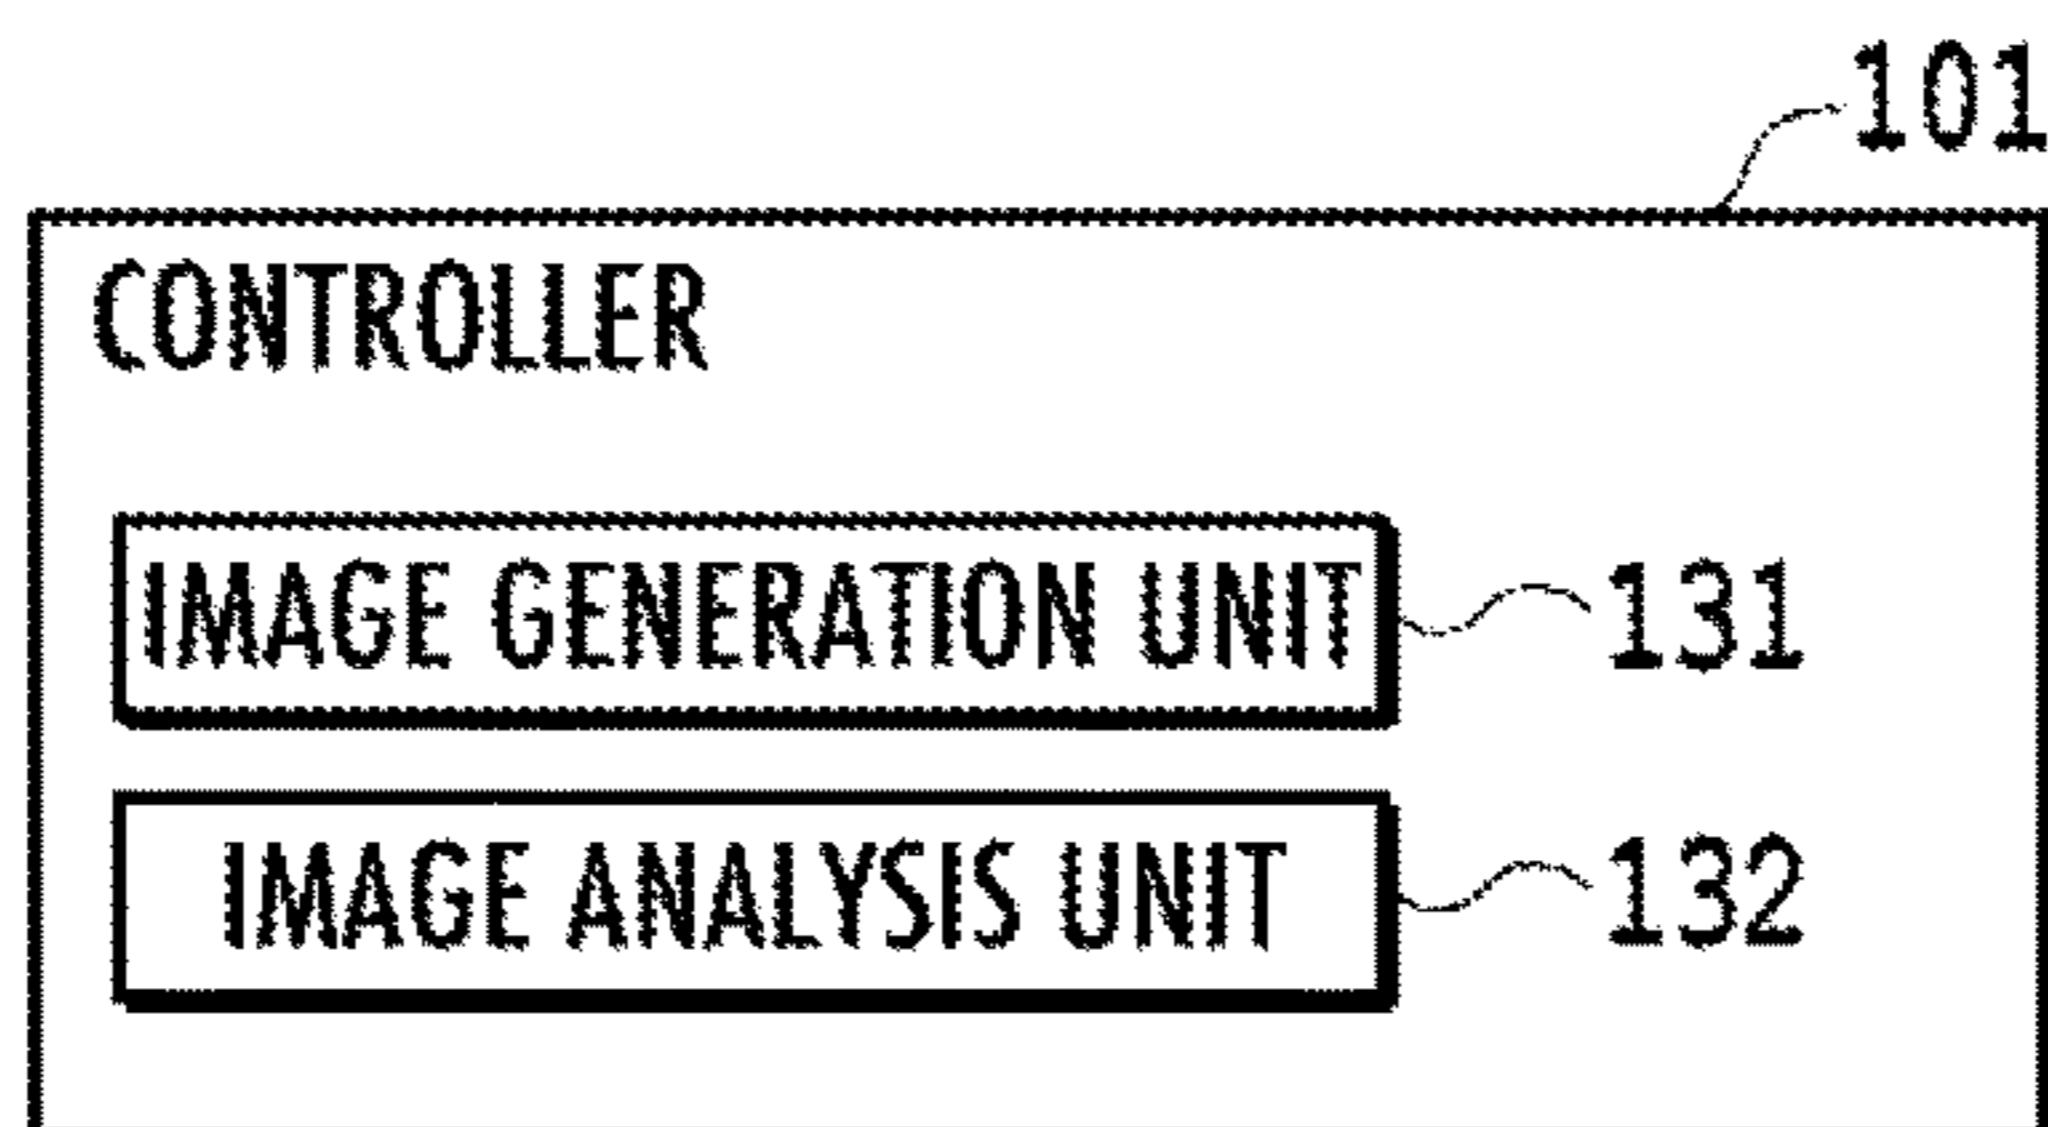 101
CONTROLLER
IMAGE GENERATION UNIT 131
IMAGE ANALYSIS UNIT 132